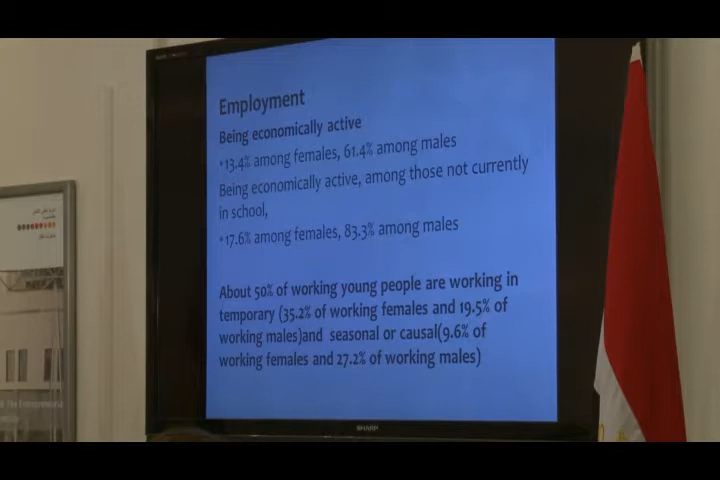 Employment
Being economically active
•13.4% among females, 61.4% among males
Being economically active, among those not currently
in school,
•17.6% among females, 83.3% among males
About 50% of working young people are working in
temporary (35.2% of working females and 19.5% of
working males)and seasonal or causal(9.6% of
working females and 27.2% of working males)
SHARP